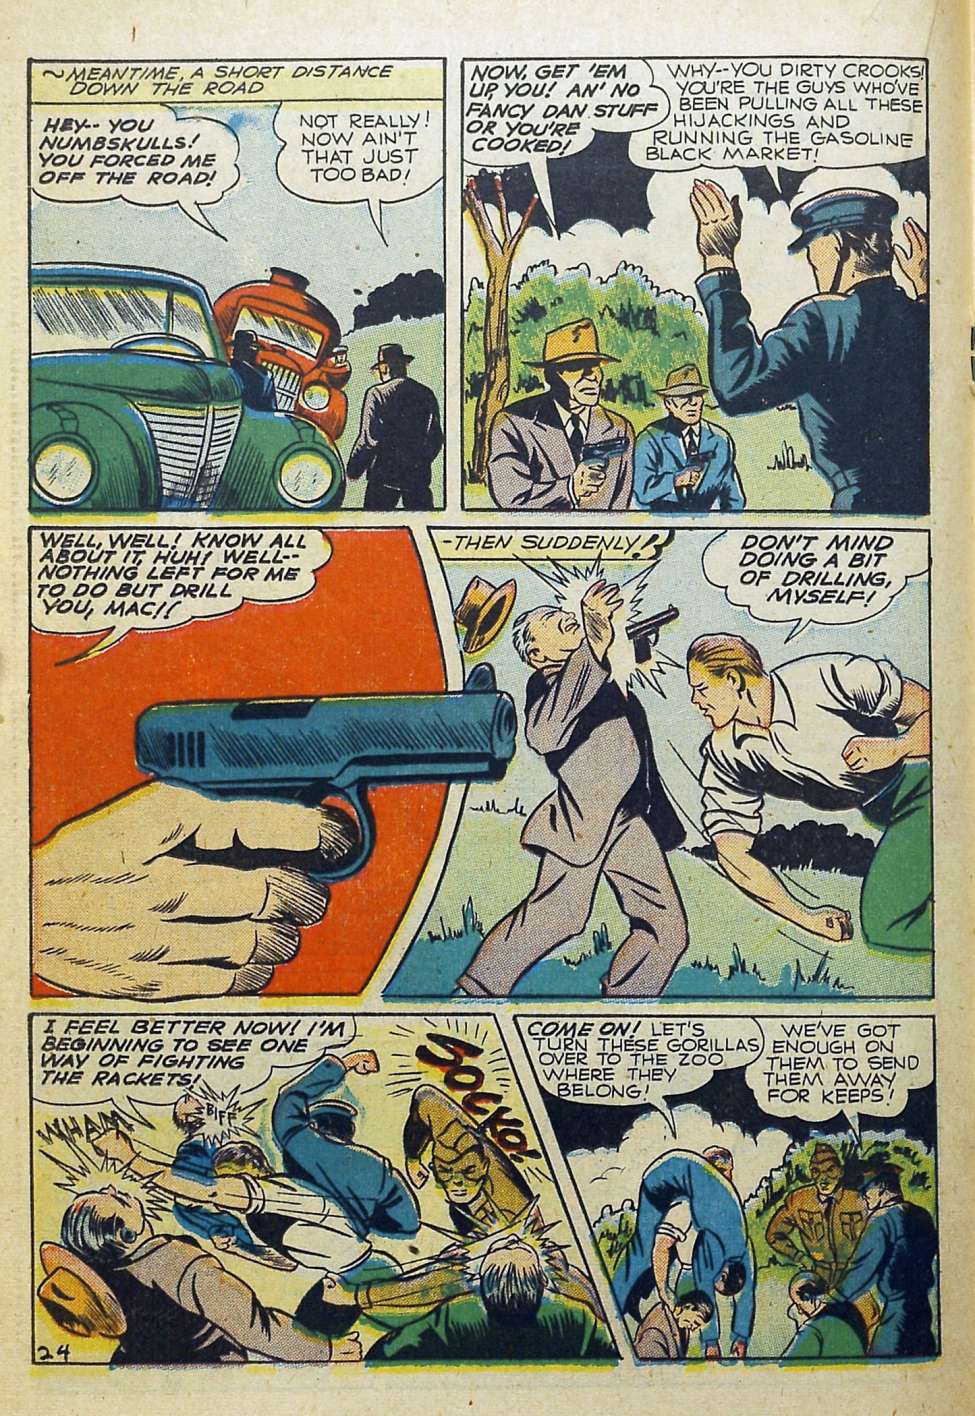 ~MEANTIME, A SHORT DISTANCE
DOWN THE ROAD
HEY-- YOU
NUMBSKULLS!
YOU FORCED ME
OFF THE ROAD!
NOT REALLY!
NOW AIN'T
THAT JUST
TOO BAD!
NOW, GET 'EM
UP, YOU! AN' NO
FANCY DAN STUFF
OR YOU'RE
COOKED!
WHY--YOU DIRTY CROOKS!
YOU'RE THE GUYS WHO'VE
BEEN PULLING ALL THESE
HIJACKINGS AND
RUNNING THE GASOLINE
BLACK MARKET!
WELL, WELL! KNOW ALL
ABOUT IT, HUH! WELL--
NOTHING LEFT FOR ME
TO DO BUT DRILL
YOU, MAC!!
-THEN SUDDENLY!!
DON'T MIND
DOING A BIT
OF DRILLING,
MYSELF!
I FEEL BETTER NOW! I'M
BEGINNING TO SEE ONE
WAY OF FIGHTING
THE RACKETS!
WHAM
BIFF
SOCKO!
COME ON! LET'S
TURN THESE GORILLAS
OVER TO THE ZOO
WHERE THEY
BELONG!
WE'VE GOT
ENOUGH ON
THEM TO SEND
THEM AWAY
FOR KEEPS!
24